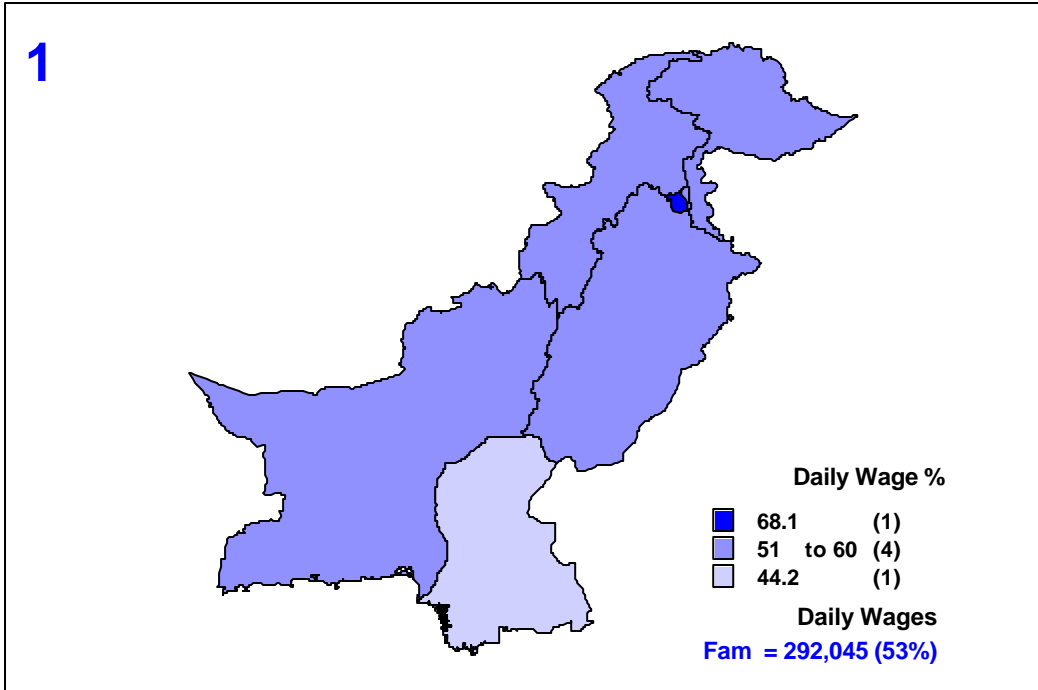 1
Daily Wage %
68.1 (1)
51 to 60 (4)
44.2 (1)
Daily Wages
Fam = 292,045 (53%)